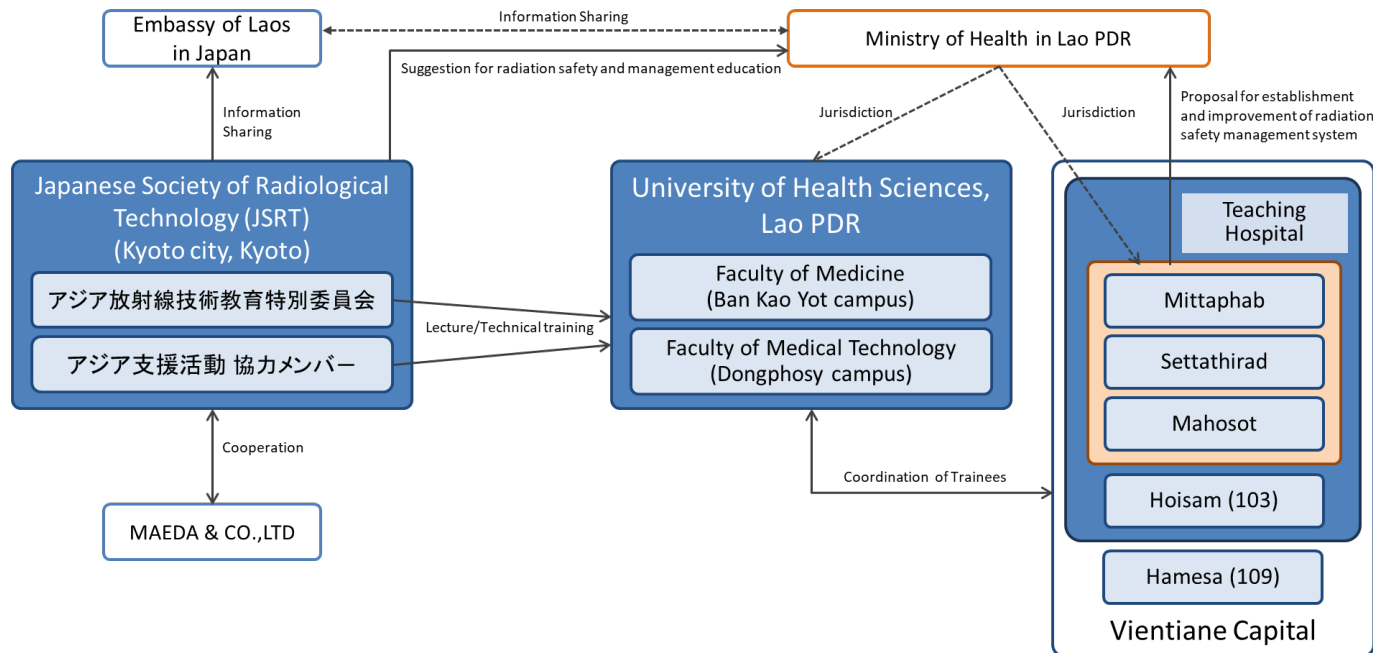 Embassy of Laos
in Japan
Information Sharing
Ministry of Health in Lao PDR
Suggestion for radiation safety and management education
Information
Sharing
Jurisdiction
Jurisdiction
Proposal for establishment
and improvement of radiation
safety management system
Japanese Society of Radiological
Technology (JSRT)
(Kyoto city, Kyoto)
アジア放射線技術教育特別委員会
アジア支援活動 協力メンバー
Lecture/Technical training
University of Health Sciences,
Lao PDR
Faculty of Medicine
(Ban Kao Yot campus)
Faculty of Medical Technology
(Dongphosy campus)
Teaching
Hospital
Mittaphab
Settathirad
Mahosot
Hoisam (103)
Hamesa (109)
Vientiane Capital
Cooperation
Coordination of Trainees
MAEDA & CO.,LTD